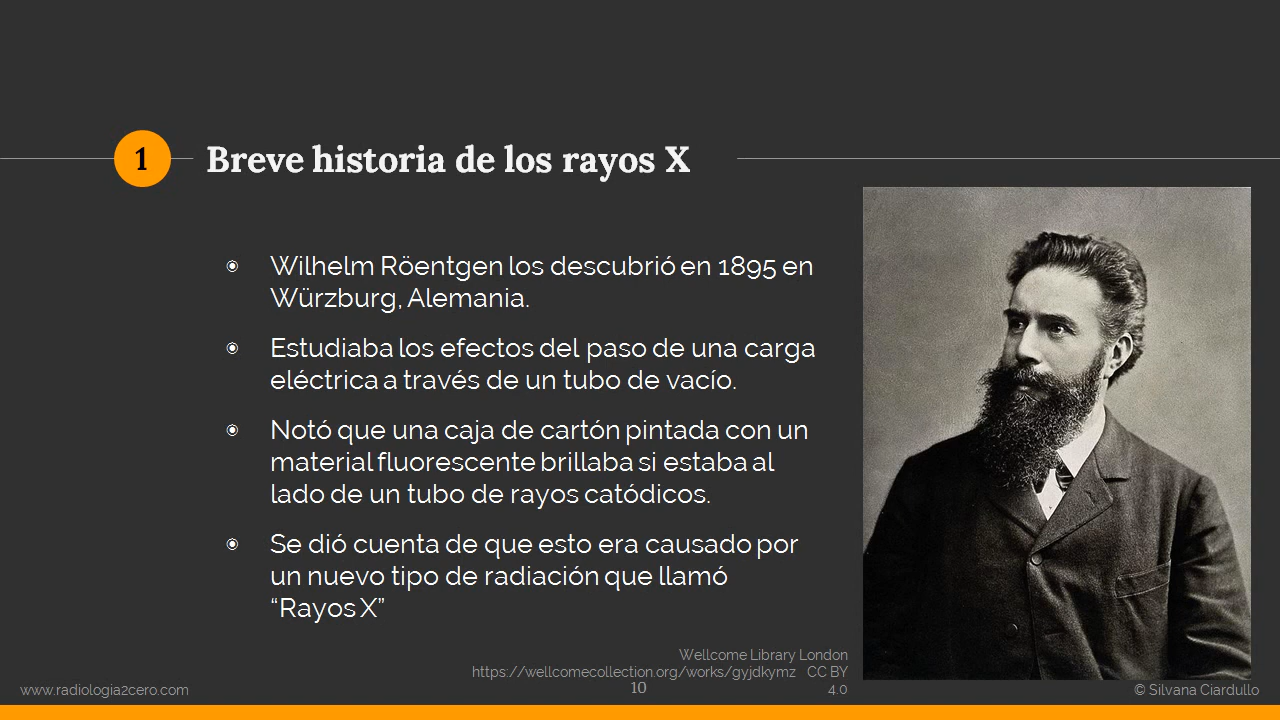 1
Breve historia de los rayos X
◉ Wilhelm Röentgen los descubrió en 1895 en
Würzburg, Alemania.
◉ Estudiaba los efectos del paso de una carga
eléctrica a través de un tubo de vacío.
◉ Notó que una caja de cartón pintada con un
material fluorescente brillaba si estaba al
lado de un tubo de rayos catódicos.
◉ Se dió cuenta de que esto era causado por
un nuevo tipo de radiación que llamó
“Rayos X”
Wellcome Library London
https://wellcomecollection.org/works/gyjdkymz CC BY
4.0
www.radiologia2cero.com
10
© Silvana Ciardullo